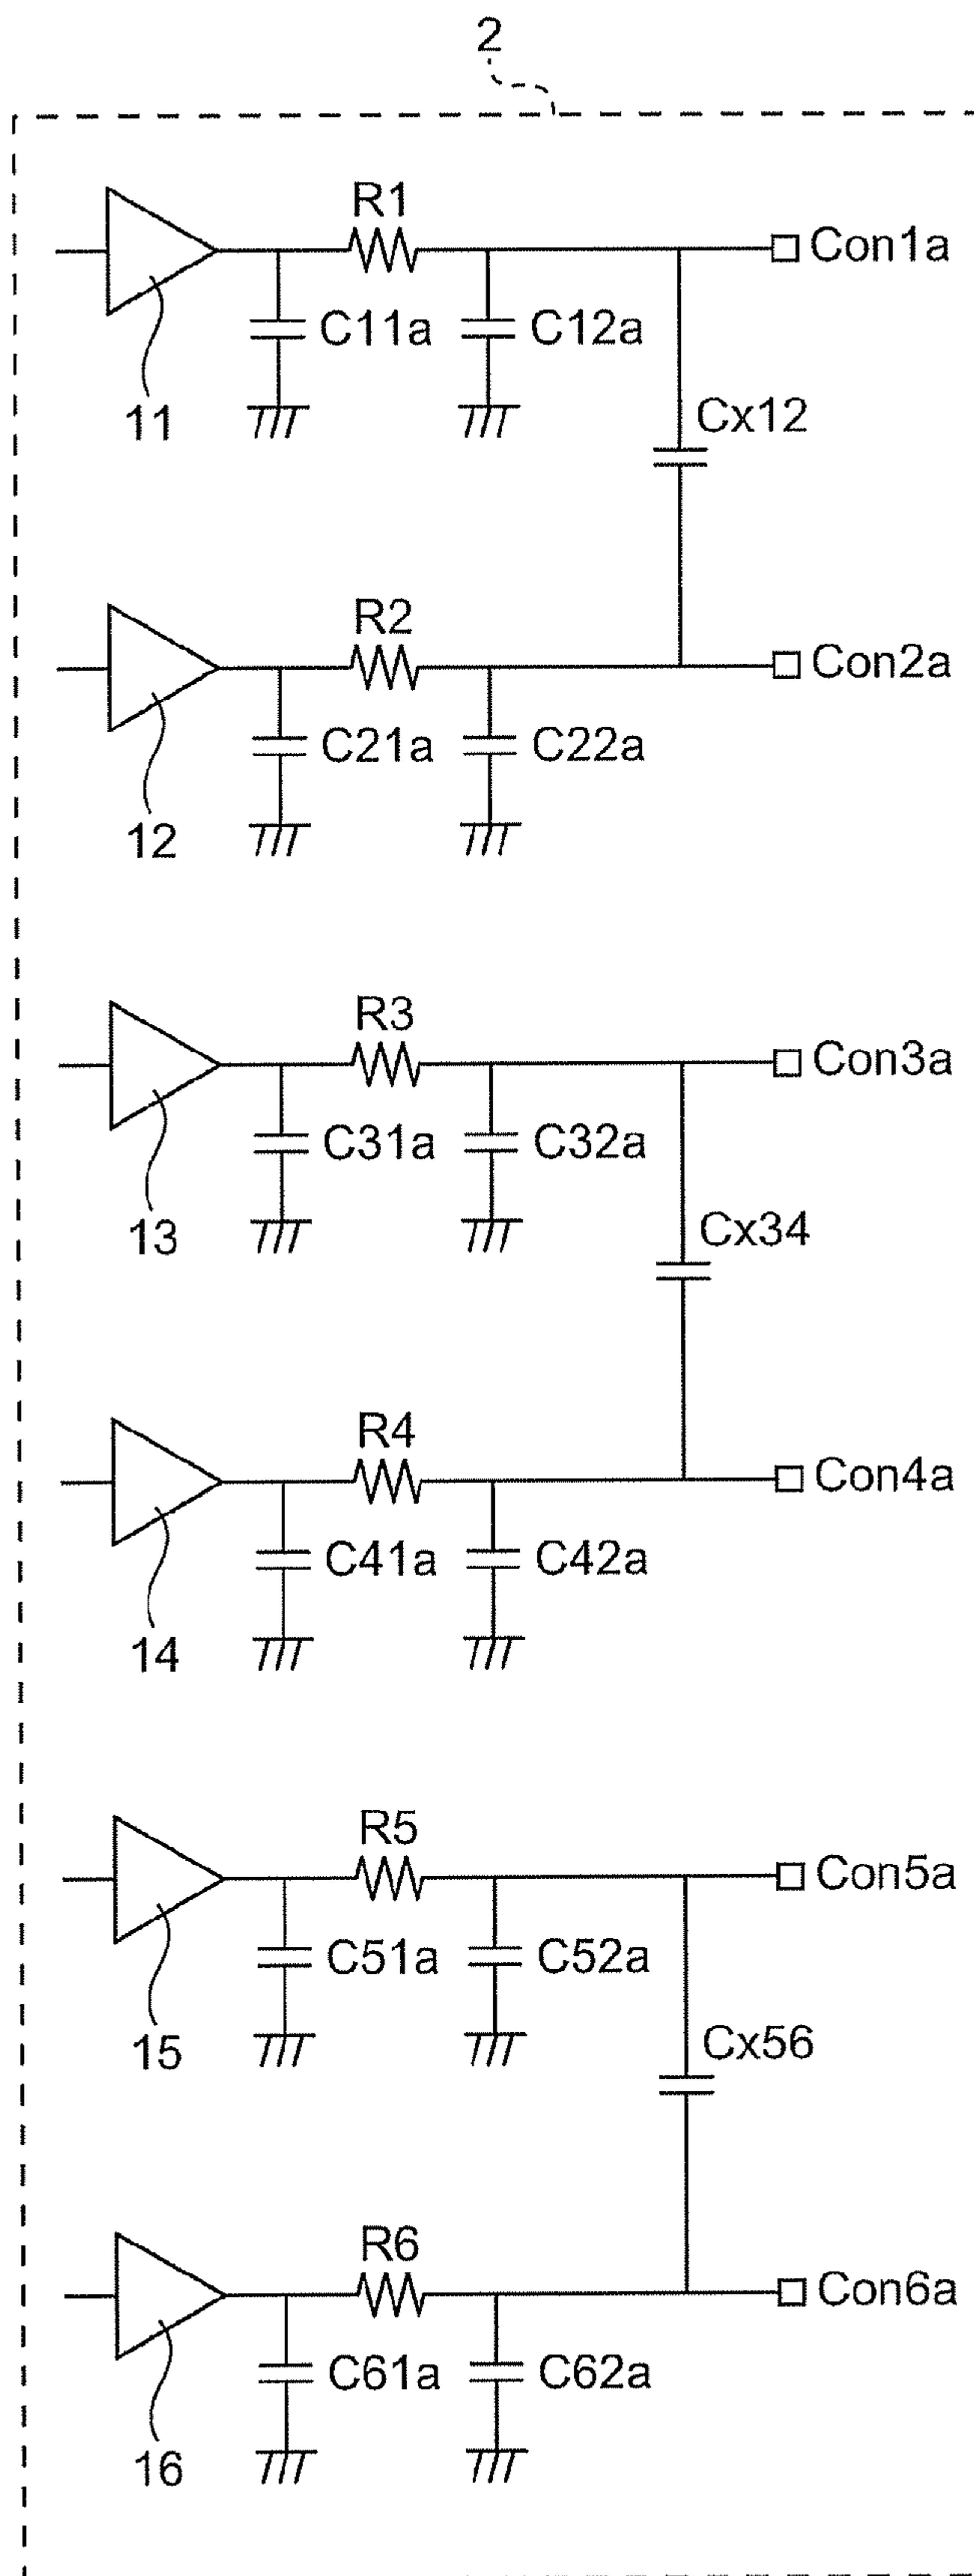 2
R1
Con1a
C11a
C12a
11
Cx12
R2
Con2a
C21a
C22a
12
R3
Con3a
C31a
C32a
13
Cx34
R4
Con4a
C41a
C42a
14
R5
Con5a
C51a
C52a
15
Cx56
R6
Con6a
C61a
C62a
16